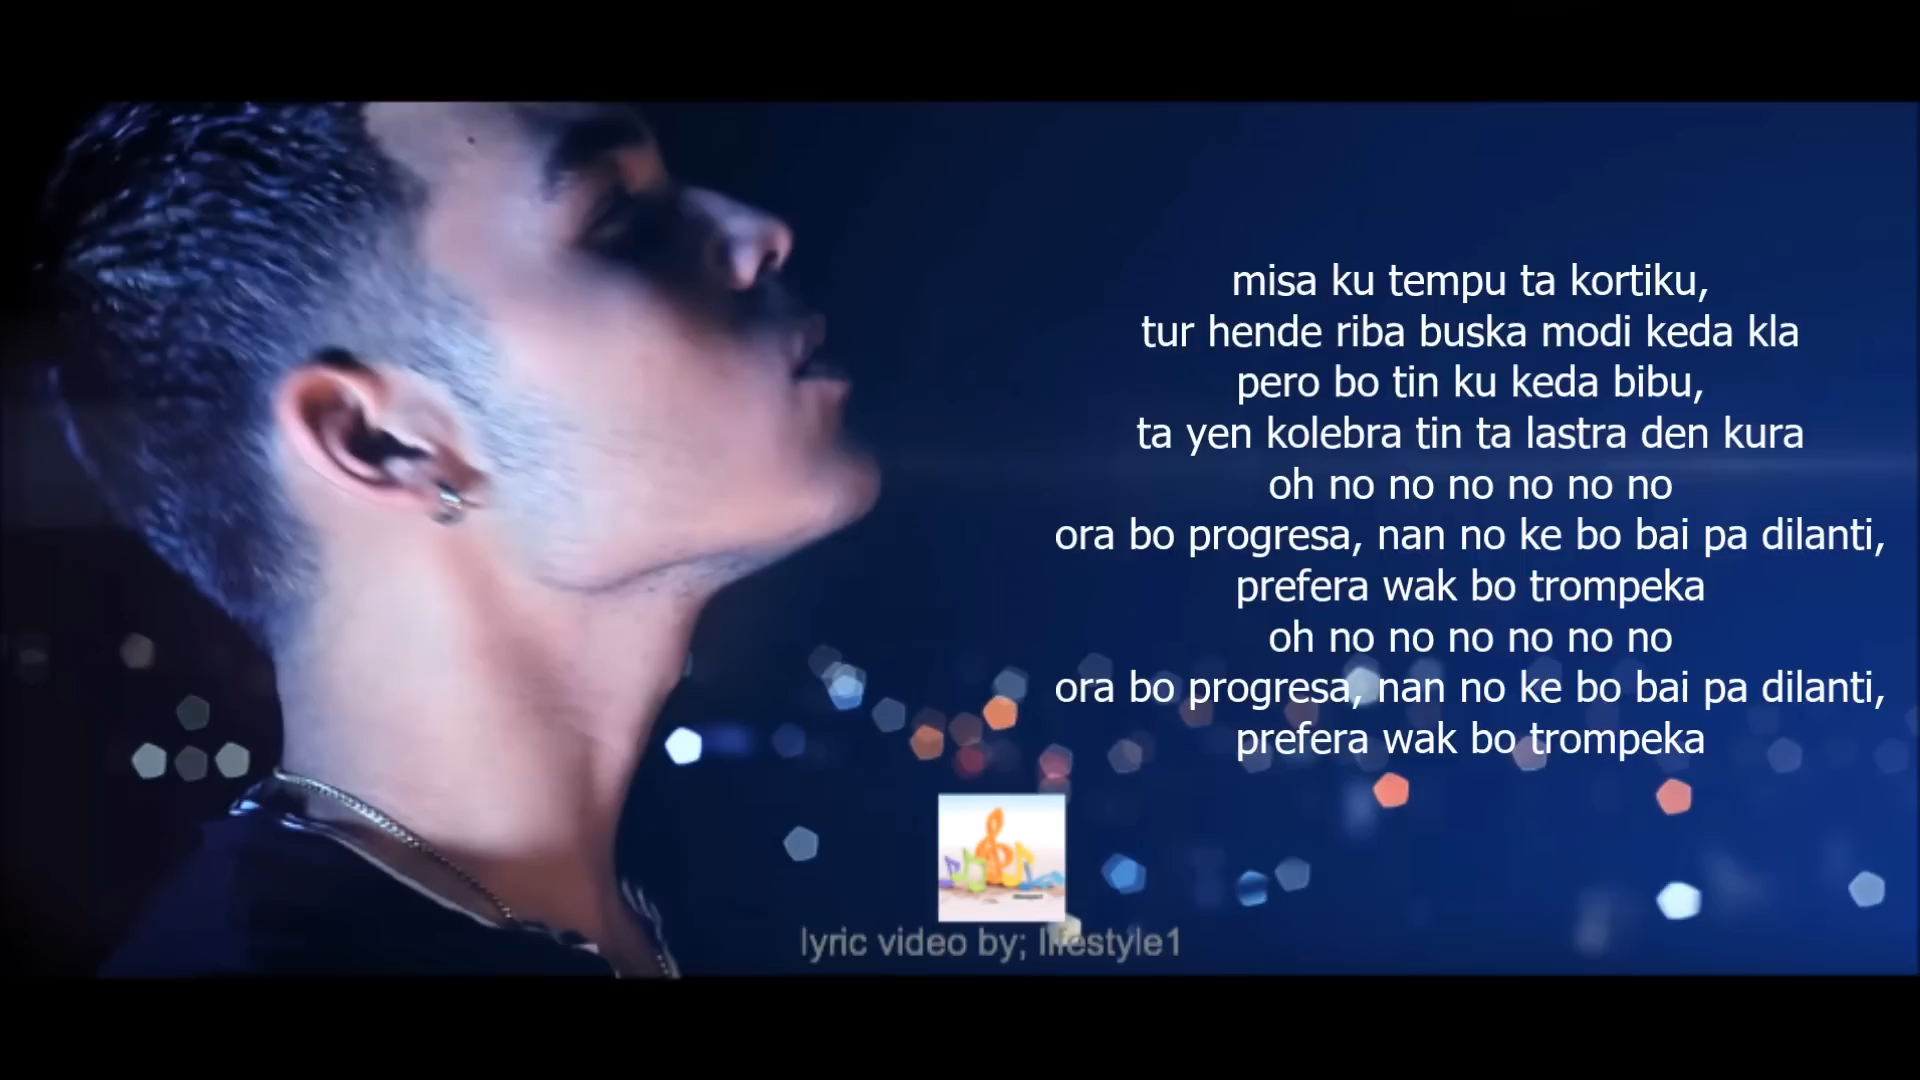 misa ku tempu ta kortiku,
tur hende riba buska modi keda kla
pero bo tin ku keda bibu,
ta yen kolebra tin ta lastra den kura
oh no no no no no no
ora bo progresa, nan no ke bo bai pa dilanti,
prefera wak bo trompeka
oh no no no no no no
ora bo progresa, nan no ke bo bai pa dilanti,
prefera wak bo trompeka
lyric video by; lifestyle1